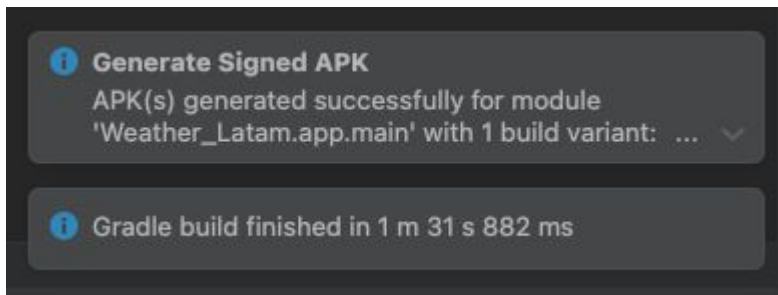 Generate Signed APK
APK(s) generated successfully for module
'Weather_Latam.app.main' with 1 build variant: ...
Gradle build finished in 1 m 31 s 882 ms